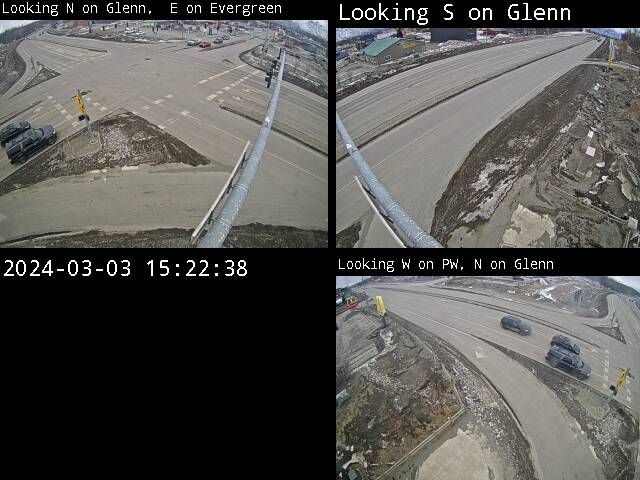 Looking N on Glenn,  E on Evergreen
Looking S on Glenn
2024-03-03 15:22:38
Looking W on PW, N on Glenn